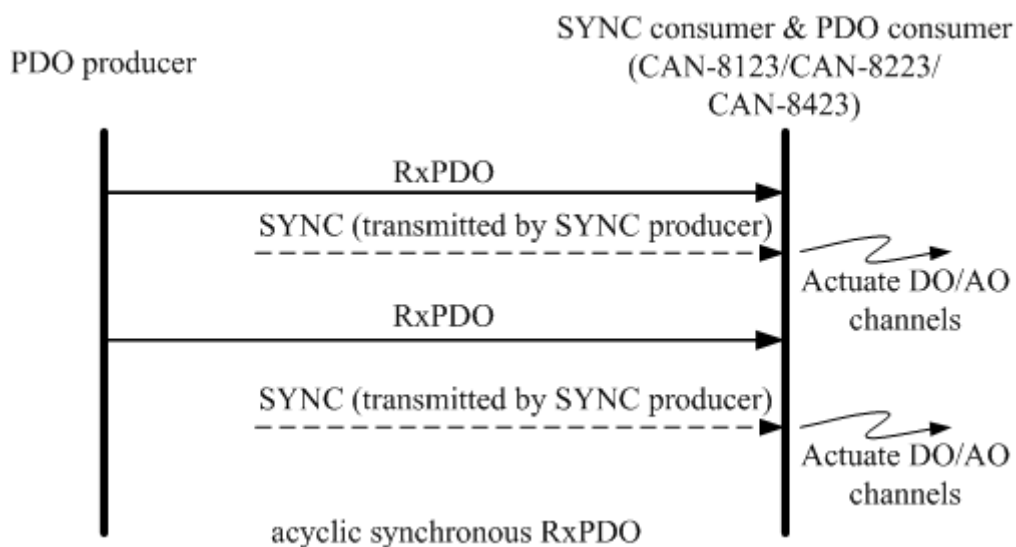 SYNC consumer & PDO consumer
PDO producer
(CAN-8123/CAN-8223/
CAN-8423)
RxPDO
SYNC (transmitted by SYNC producer)
Actuate DO/AO
channels
RxPDO
SYNC (transmitted by SYNC producer)
Actuate DO/AO
channels
acyclic synchronous RxPDO